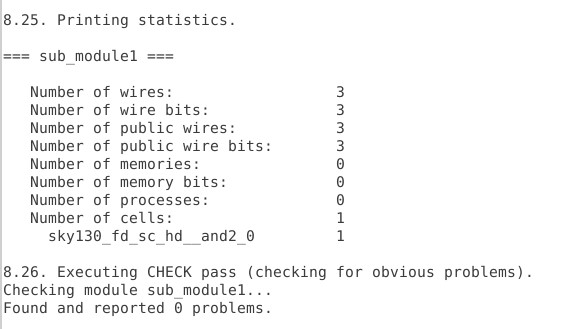 8.25. Printing statistics.
=== sub_module1 ===
Number of wires: 3
Number of wire bits: 3
Number of public wires: 3
Number of public wire bits: 3
Number of memories: 0
Number of memory bits: 0
Number of processes: 0
Number of cells: 1
sky130_fd_sc_hd__and2_0 1
8.26. Executing CHECK pass (checking for obvious problems).
Checking module sub_module1...
Found and reported 0 problems.